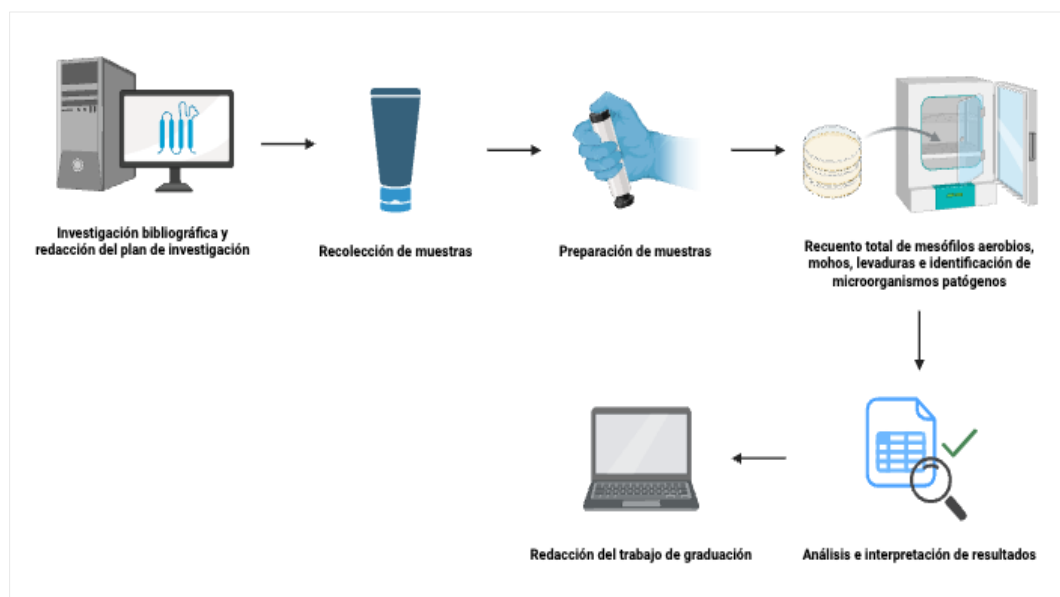 Investigación bibliográfica y
redacción del plan de investigación
Recolección de muestras
Preparación de muestras
Recuento total de mesófilos aerobios,
mohos, levaduras e identificación de
microorganismos patógenos
Análisis e interpretación de resultados
Redacción del trabajo de graduación